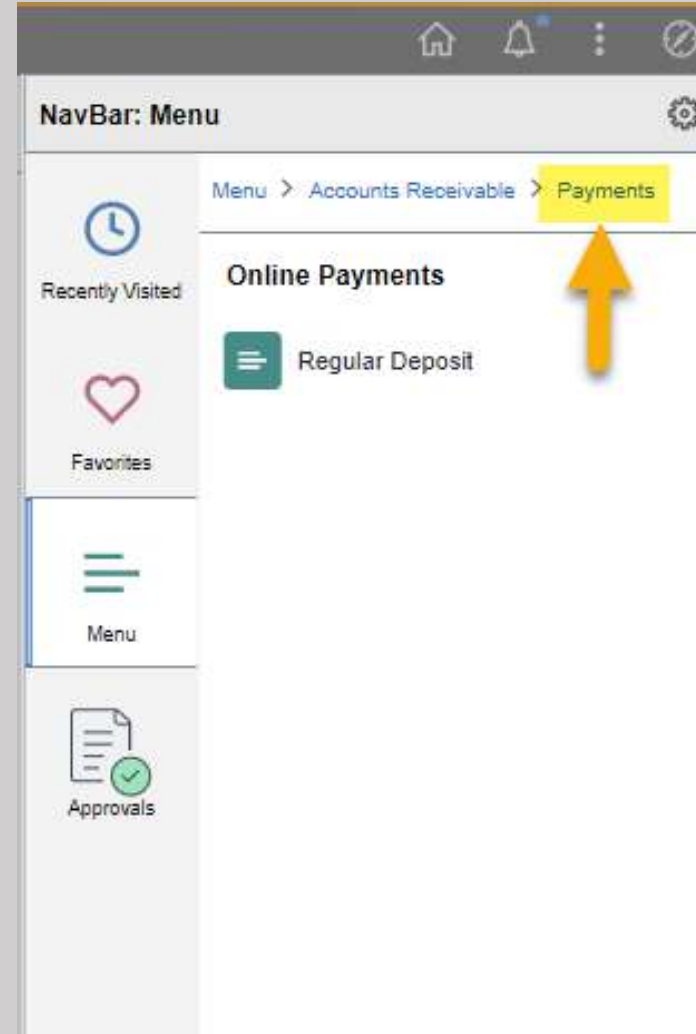 NavBar: Menu
Menu > Accounts Receivable > Payments
Recently Visited
Online Payments
Regular Deposit
Favorites
Menu
Approvals